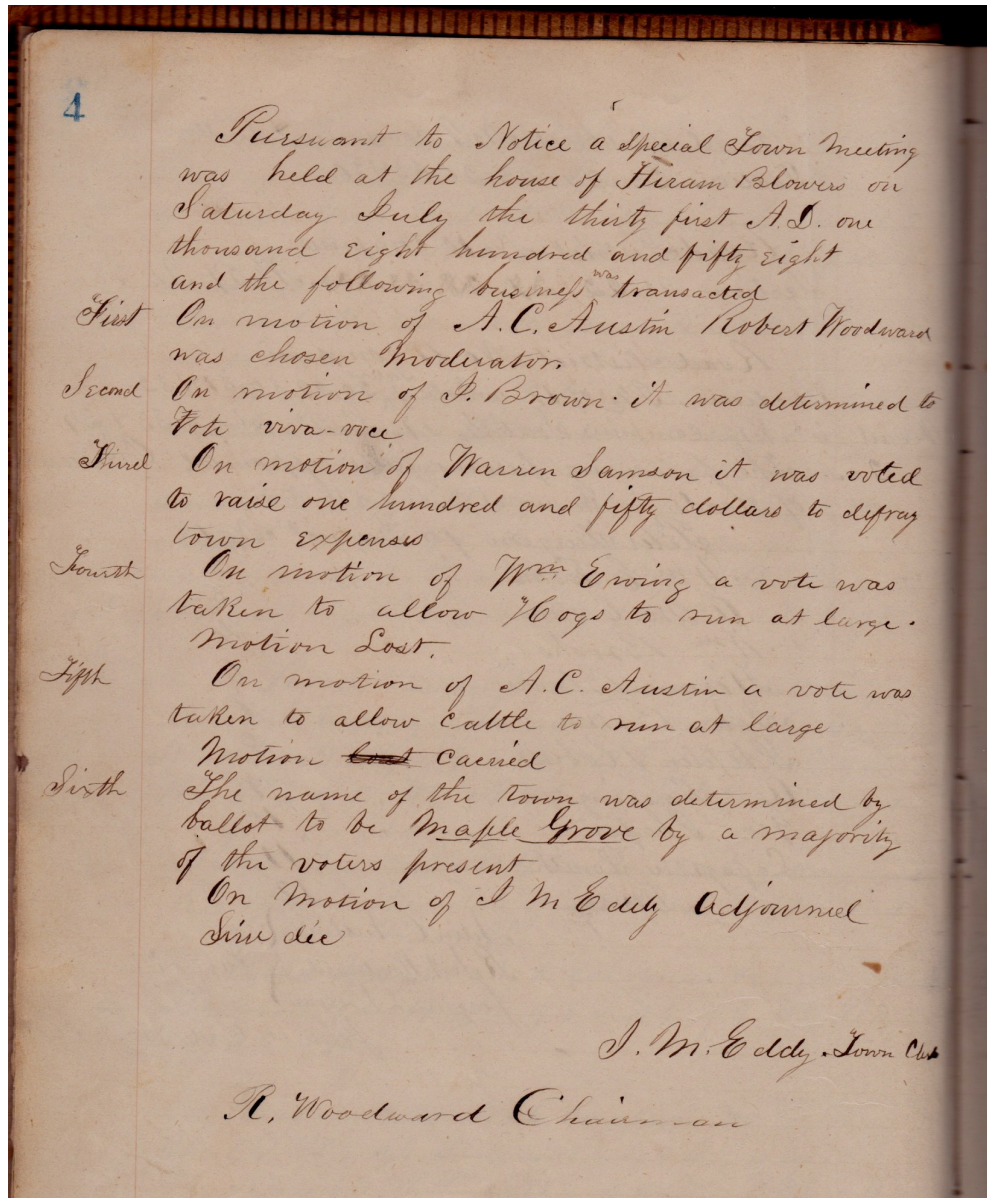 4
Pursuant to Notice a special Town Meeting
was held at the house of Hiram Blowers on
Saturday July the thirty first A.D. one
thousand eight hundred and fifty eight
and the following business was transacted
First On motion of A. C. Austin Robert Woodward
was chosen Moderator.
Second On motion of I. Brown. it was determined to
Vote viva-voce
Third On motion of Warren Samson it was voted
to raise one hundred and fifty dollars to defray
town expenses
Fourth On motion of Wm Ewing a vote was
taken to allow Hogs to run at large.
Motion Lost.
Fifth On motion of A. C. Austin a vote was
taken to allow Cattle to run at large
Motion lost carried
Sixth The name of the town was determined by
ballot to be Maple Grove by a majority
of the voters present
On Motion of I M Eddy Adjourned
Sine die
I. M. Eddy. Town Clerk
R. Woodward Chairman